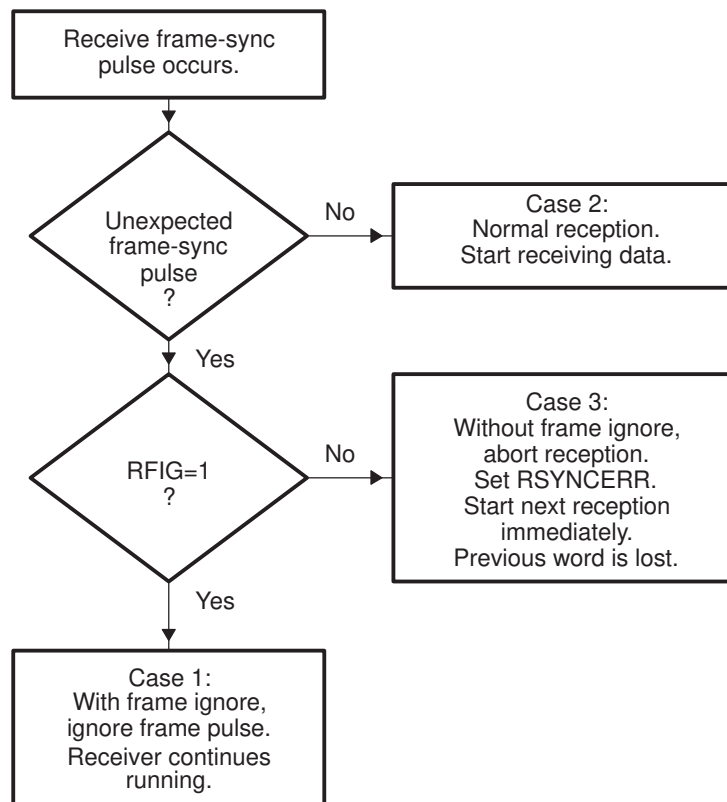 Receive frame-sync
pulse occurs.
Unexpected
frame-sync
pulse
?
No
Case 2:
Normal reception.
Start receiving data.
Yes
RFIG=1
?
No
Case 3:
Without frame ignore,
abort reception.
Set RSYNCERR.
Start next reception
immediately.
Previous word is lost.
Yes
Case 1:
With frame ignore,
ignore frame pulse.
Receiver continues
running.